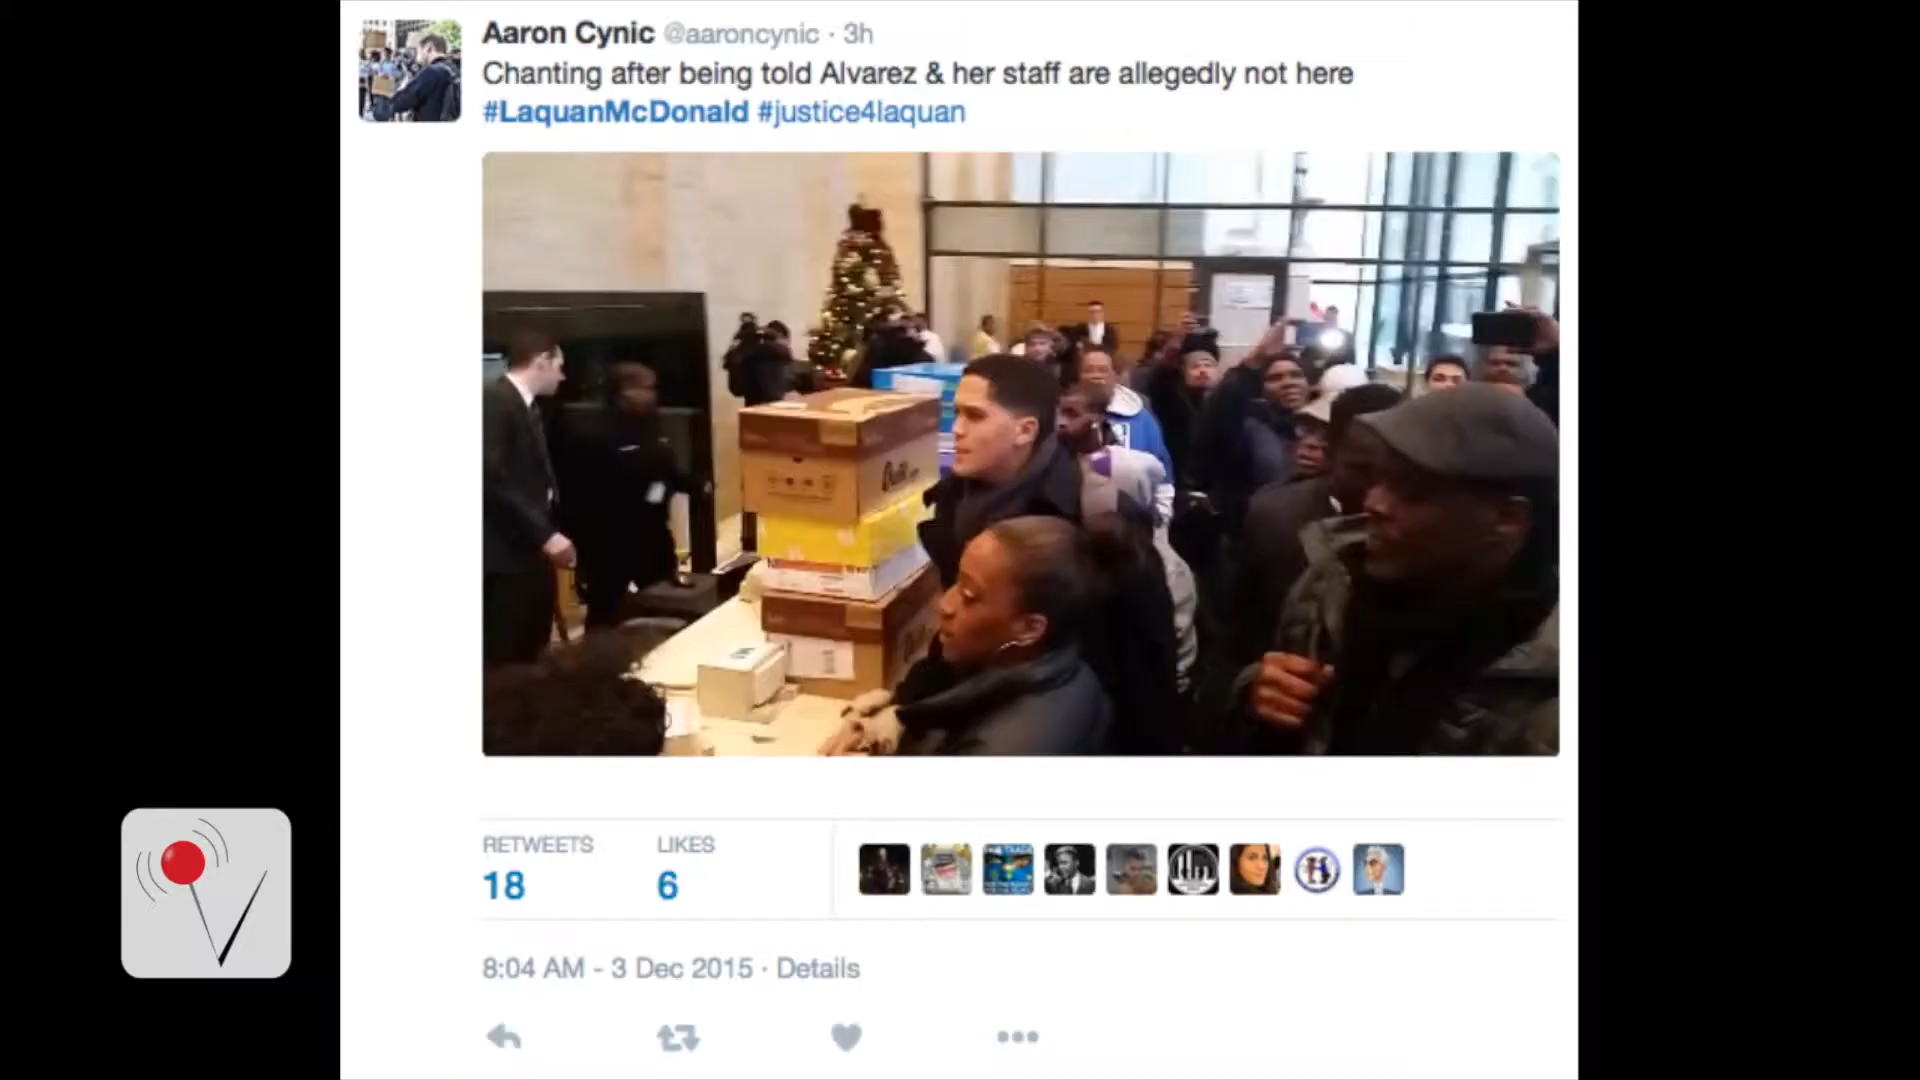 Aaron Cynic @aaroncynic · 3h
Chanting after being told Alvarez & her staff are allegedly not here
#LaquanMcDonald #justice4laquan
RETWEETS LIKES
18 6
8:04 AM - 3 Dec 2015 · Details